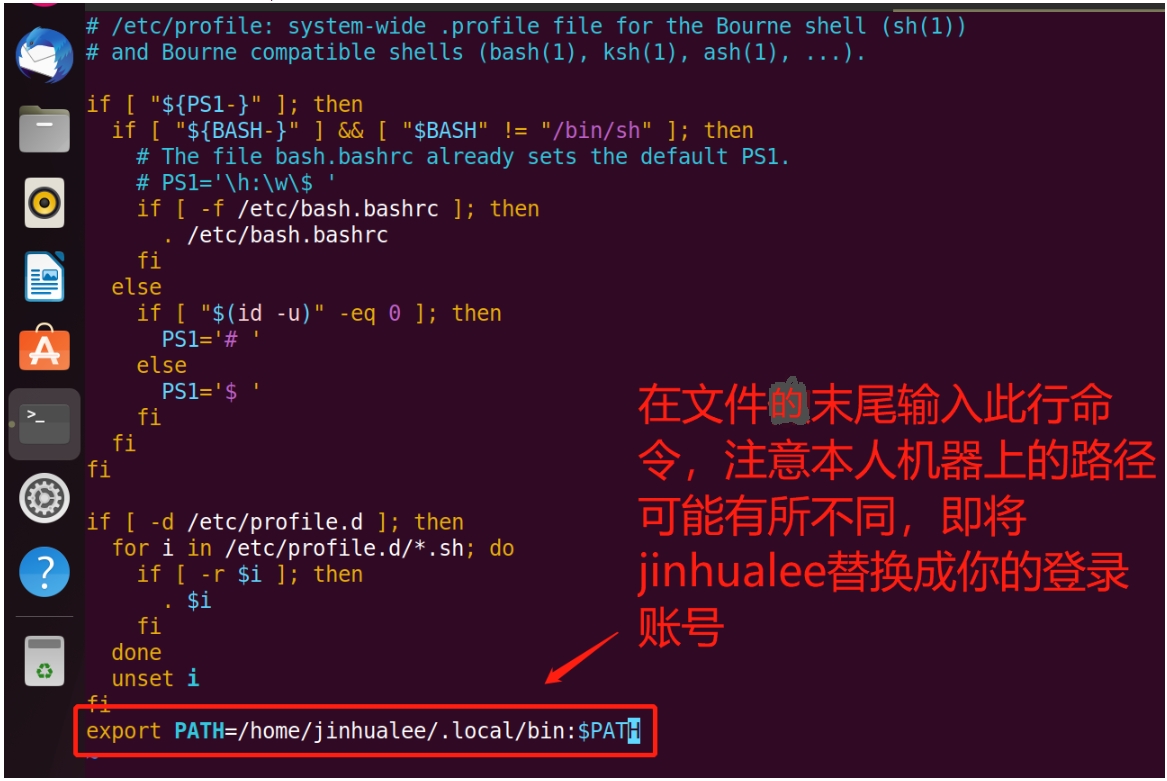 # /etc/profile: system-wide .profile file for the Bourne shell (sh(1))
# and Bourne compatible shells (bash(1), ksh(1), ash(1), ...).
if [ "${PS1-}" ]; then
if [ "${BASH-}" ] && [ "$BASH" != "/bin/sh" ]; then
# The file bash.bashrc already sets the default PS1.
# PS1='\h:\w\$ '
if [ -f /etc/bash.bashrc ]; then
. /etc/bash.bashrc
fi
else
if [ "$(id -u)" -eq 0 ]; then
PS1='# '
else
PS1='$ '
fi
fi
fi
if [ -d /etc/profile.d ]; then
for i in /etc/profile.d/*.sh; do
if [ -r $i ]; then
. $i
fi
done
unset i
fi
export PATH=/home/jinhualee/.local/bin:$PATH
~
在文件的末尾输入此行命
令，注意本人机器上的路径
可能有所不同，即将
jinhualee替换成你的登录
账号